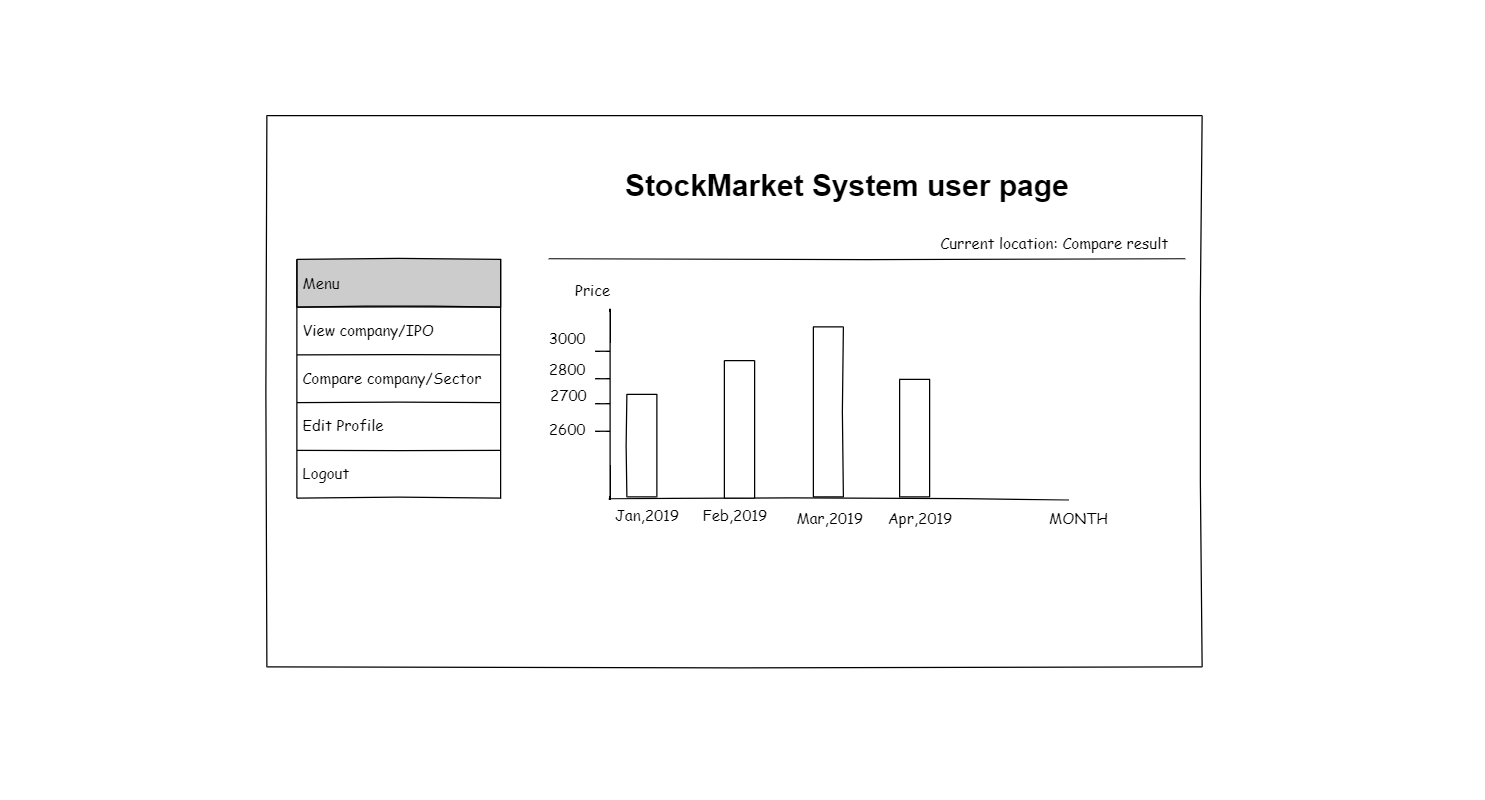 StockMarket System user page
Current location: Compare result
Menu
View company/IPO
Compare company/Sector
Edit Profile
Logout
Price
3000
2800
2700
2600
Jan,2019 Feb,2019 Mar,2019 Apr,2019 MONTH